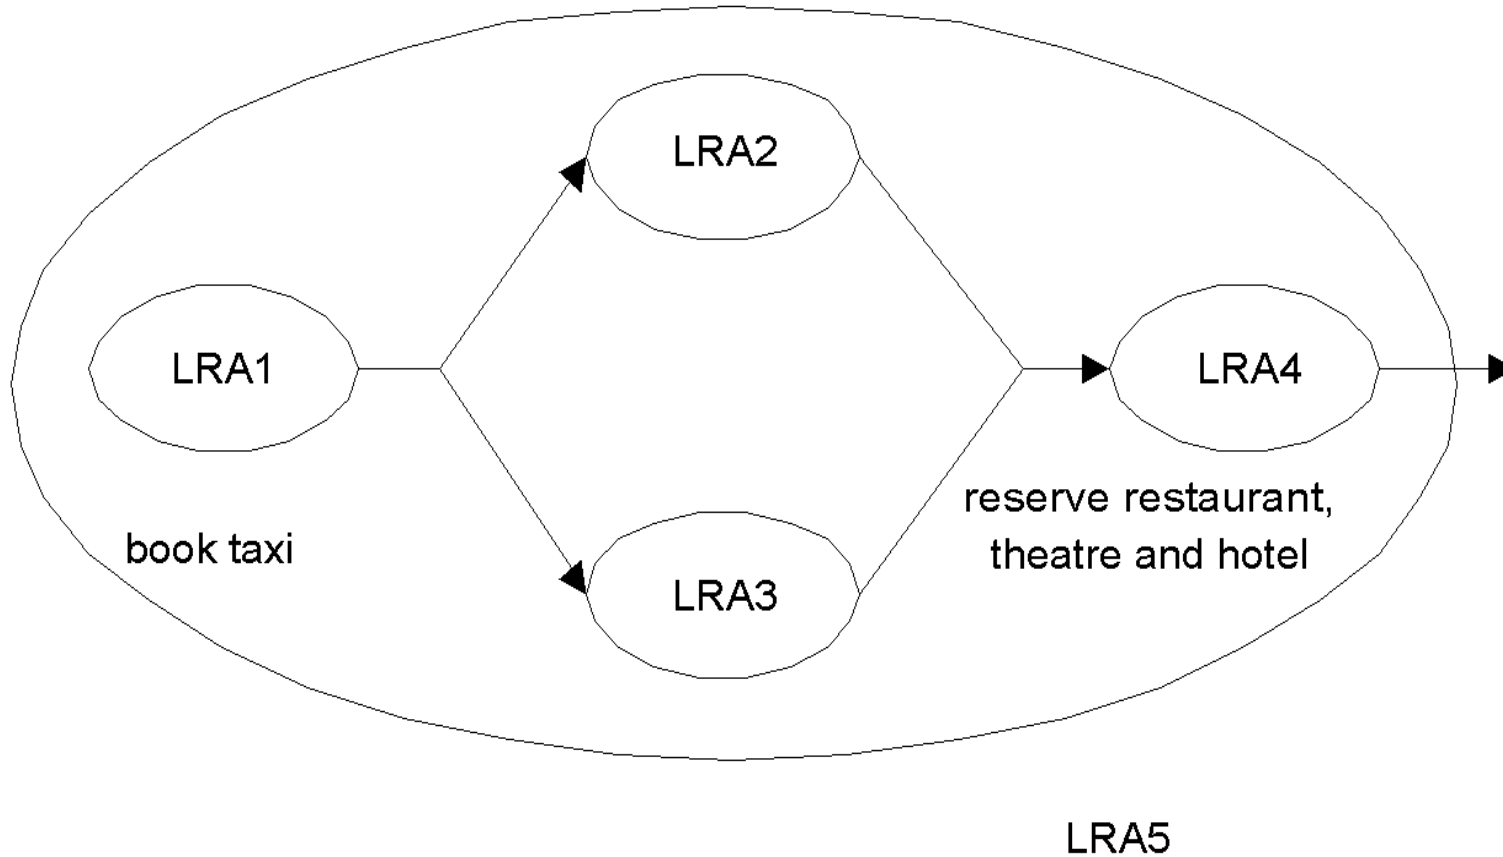 LRA2
LRA1
LRA4
reserve restaurant,
theatre and hotel
book taxi
LRA3
LRA5